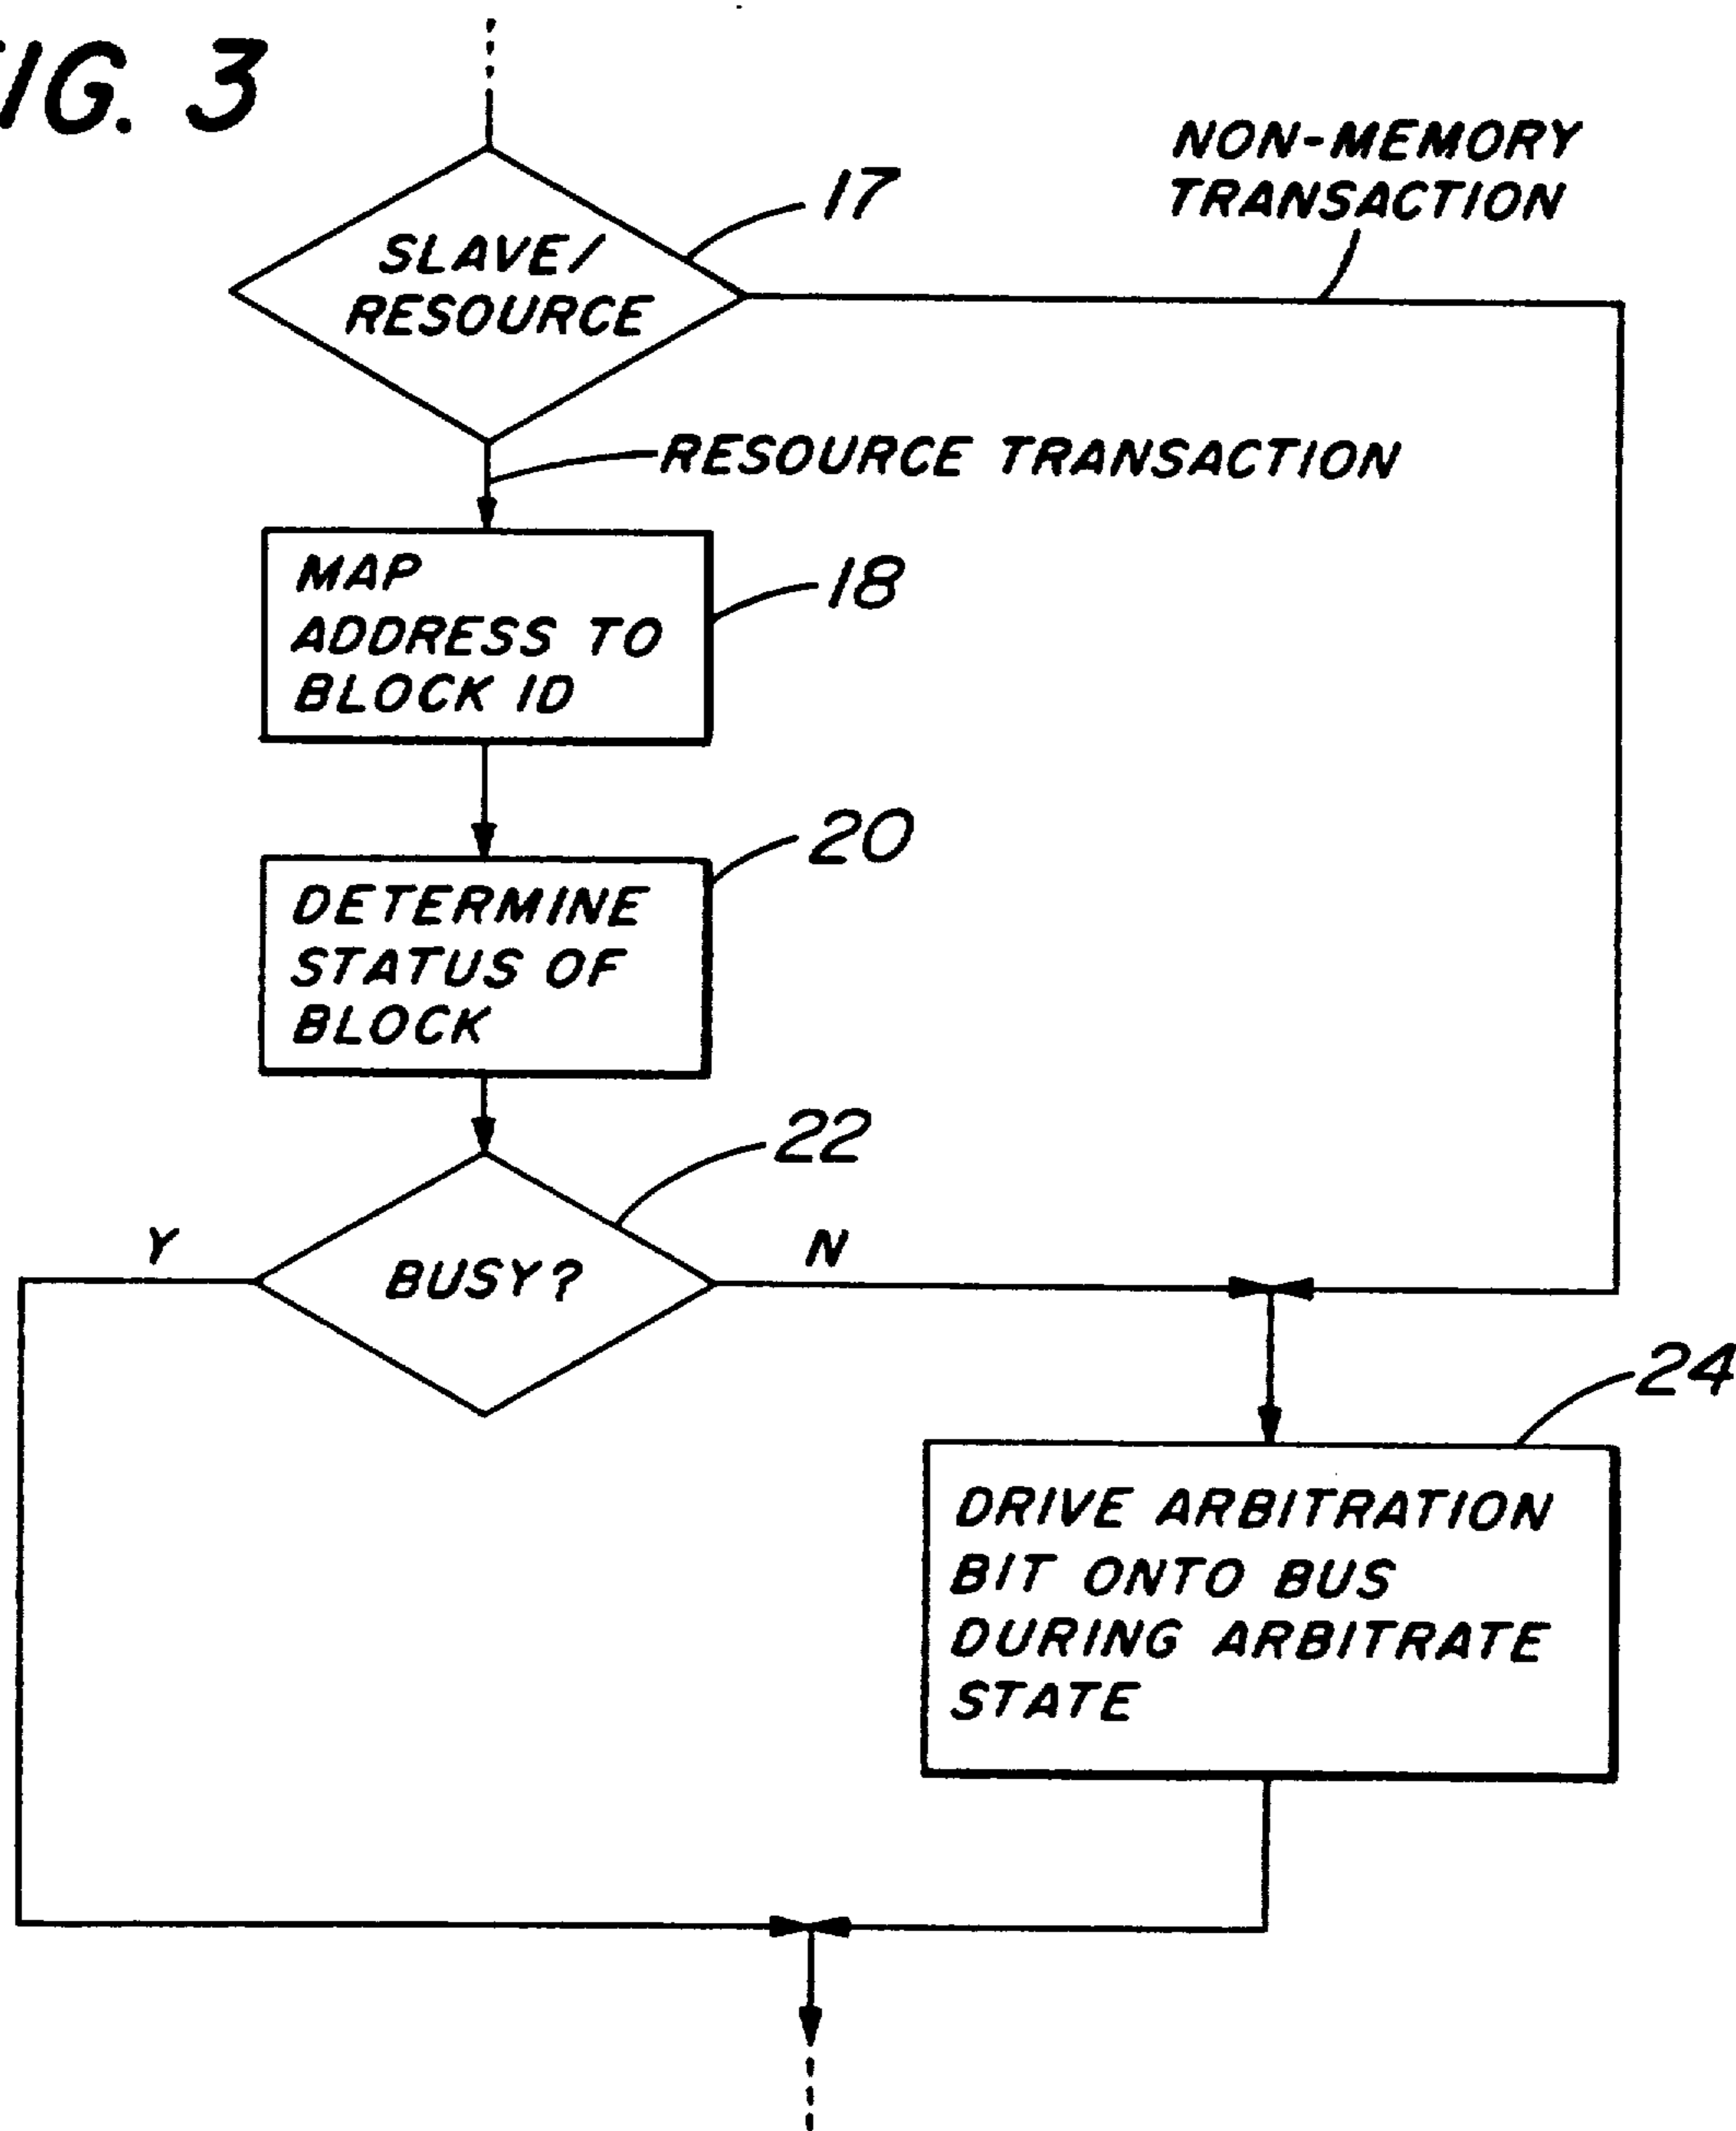 FIG. 3
NON-MEMORY
TRANSACTION
17
SLAVE/
RESOURCE
RESOURCE TRANSACTION
MAP
ADDRESS TO
BLOCK ID
18
20
DETERMINE
STATUS OF
BLOCK
22
Y
BUSY?
N
24
DRIVE ARBITRATION
BIT ONTO BUS
DURING ARBITRATE
STATE